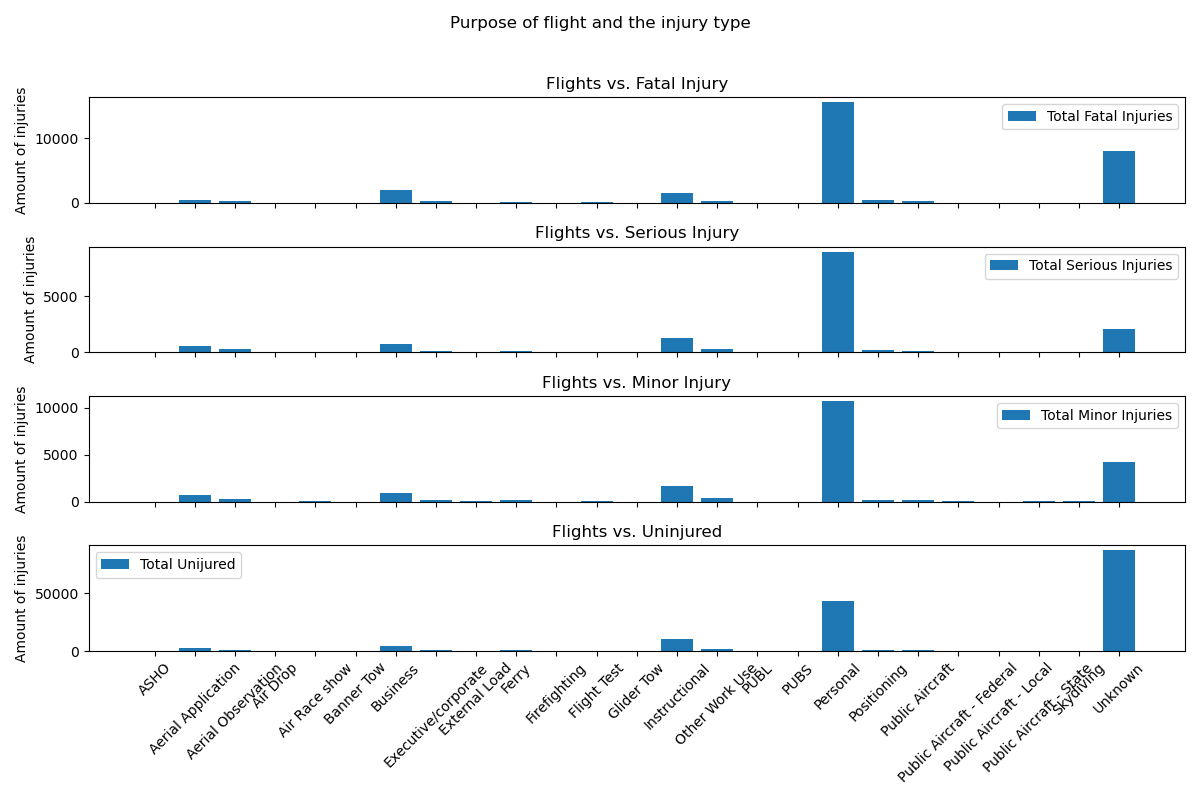 Purpose of flight and the injury type
Flights vs. Fatal Injury
Amount of injuries
10000
0
Total Fatal Injuries
Flights vs. Serious Injury
Amount of injuries
5000
0
Total Serious Injuries
Flights vs. Minor Injury
Amount of injuries
10000
5000
0
Total Minor Injuries
Flights vs. Uninjured
Amount of injuries
50000
0
Total Unijured
ASHO
Aerial Application
Aerial Observation
Air Drop
Air Race show
Banner Tow
Business
Executive/corporate
External Load
Ferry
Firefighting
Flight Test
Glider Tow
Instructional
Other Work Use
PUBL
PUBS
Personal
Positioning
Public Aircraft
Public Aircraft - Federal
Public Aircraft - Local
Public Aircraft - State
Skydiving
Unknown